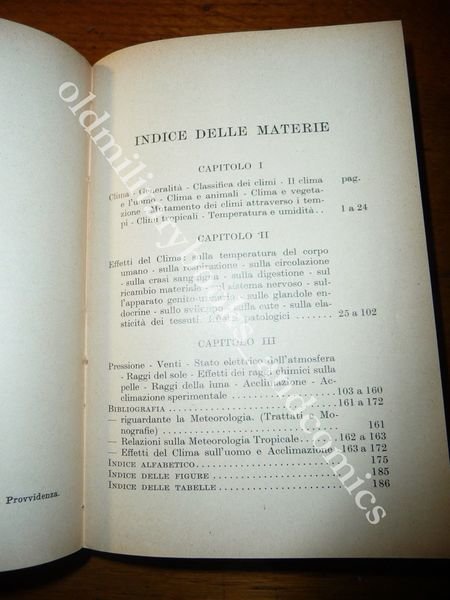 INDICE DELLE MATERIE
CAPITOLO I
Clima - Generalità - Classifica dei climi - Il clima pag.
e l'uomo - Clima e animali - Clima e vegeta-
zione - Mutamento dei climi attraverso i tem-
pi - Climi tropicali - Temperatura e umidità . . 1 a 24
CAPITOLO II
Effetti del Clima: sulla temperatura del corpo
umano - sulla respirazione - sulla circolazione
- sulla crasi sanguigna - sulla digestione - sul
ricambio materiale - sul sistema nervoso - sul-
l'apparato genito-urinario - sulle glandole en-
docrine - sullo sviluppo - sulla cute - sulla ela-
sticità dei tessuti. patologici 25 a 102
CAPITOLO III
Pressione - Venti - Stato elettrico dell'atmosfera
- Raggi del sole - Effetti dei raggi chimici sulla
pelle - Raggi della luna - Acclimazione - Ac-
climazione sperimentale 103 a 160
BIBLIOGRAFIA 161 a 172
— riguardante la Meteorologia. (Trattati e Mo-
nografie) 161
— Relazioni sulla Meteorologia Tropicale 162 a 163
— Effetti del Clima sull'uomo e Acclimazione 163 a 172
INDICE ALFABETICO 175
INDICE DELLE FIGURE 185
INDICE DELLE TABELLE 186
Provvidenza.
oldmilitarybooksandcomics